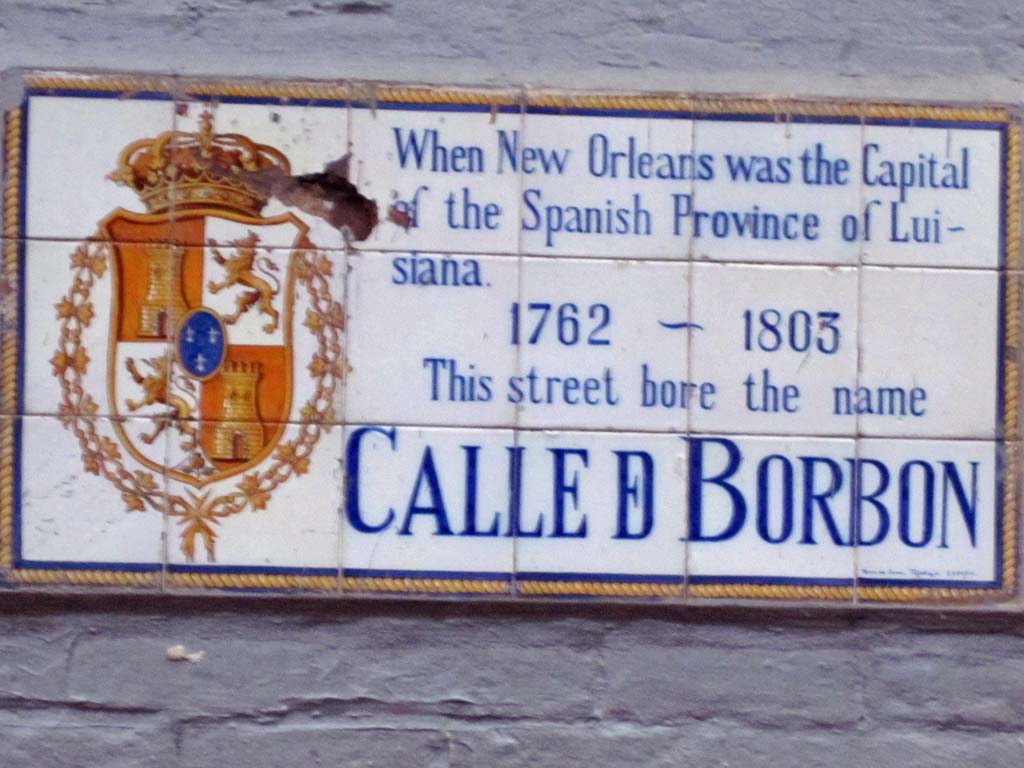 When New Orleans was the Capital
of the Spanish Province of Lui~
siana.
1762 ~ 1803
This street bore the name
CALLE D BORBON